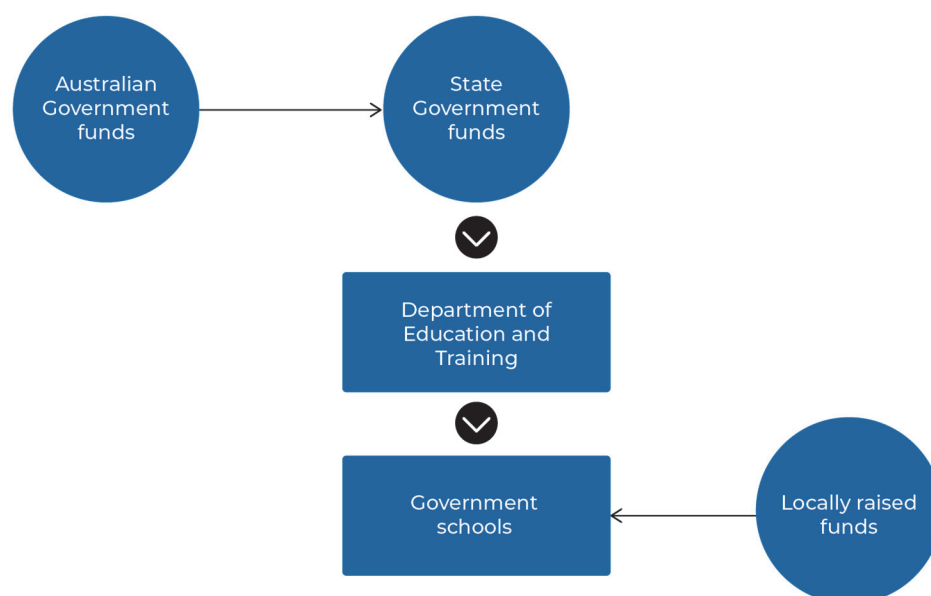 Australian
Government
funds
State
Government
funds
Department of
Education and
Training
Government
schools
Locally raised
funds